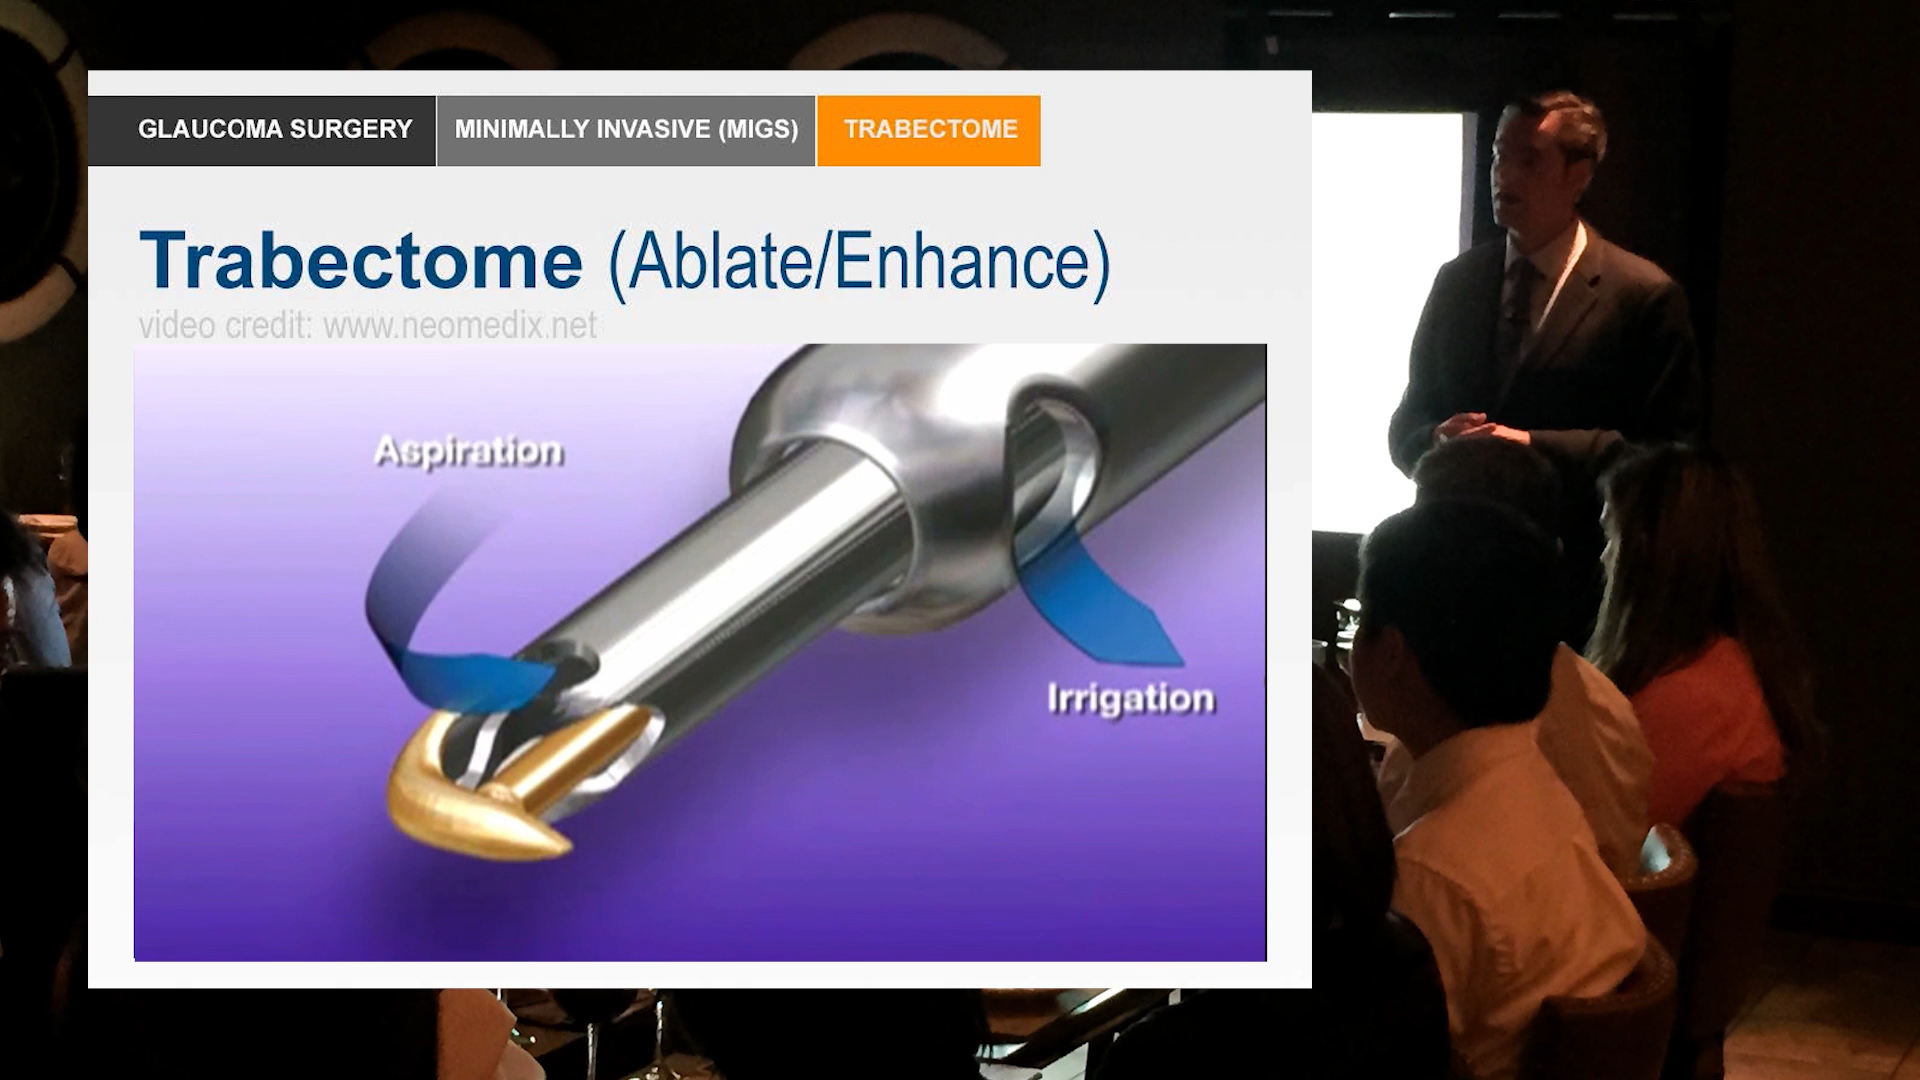 GLAUCOMA SURGERY MINIMALLY INVASIVE (MIGS) TRABECTOME
Trabectome (Ablate/Enhance)
video credit: www.neomedix.net
Aspiration
Irrigation